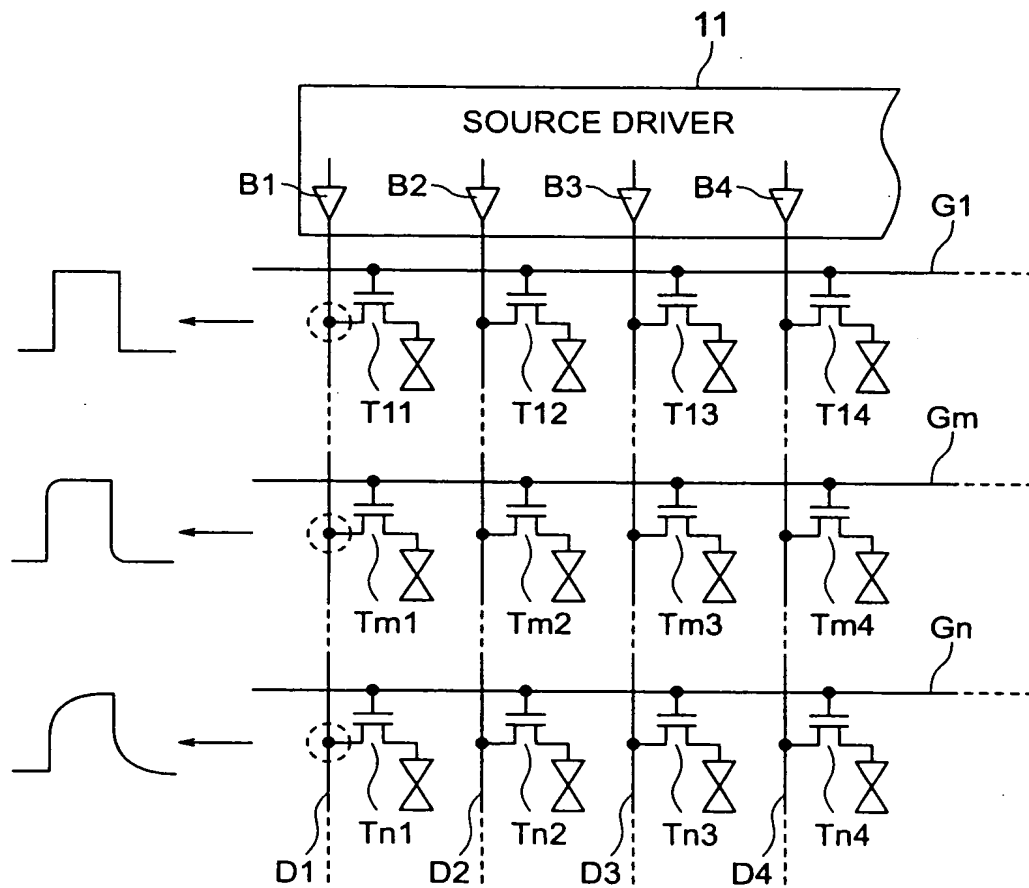 11
SOURCE DRIVER
B1 B2 B3 B4
G1
T11 T12 T13 T14
Gm
Tm1 Tm2 Tm3 Tm4
Gn
Tn1 Tn2 Tn3 Tn4
D1 D2 D3 D4